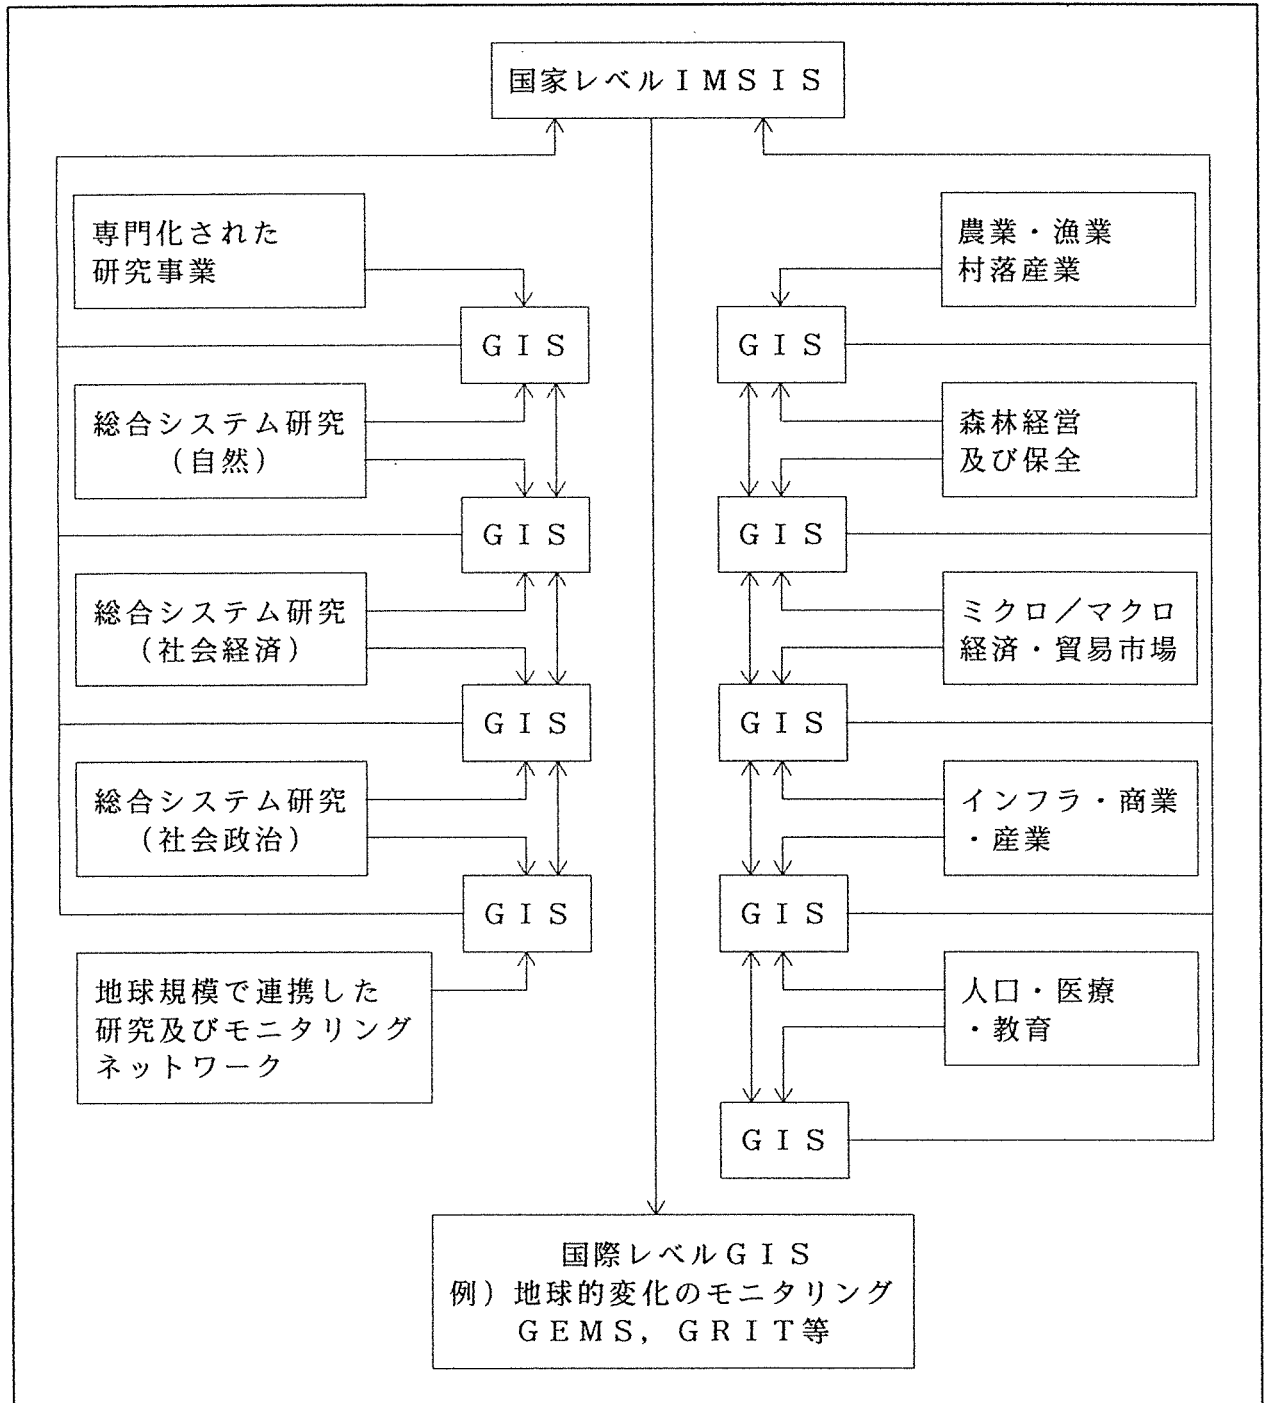 国家レベルＩＭＳＩＳ
専門化された
研究事業
ＧＩＳ
総合システム研究
（自然）
ＧＩＳ
総合システム研究
（社会経済）
ＧＩＳ
総合システム研究
（社会政治）
ＧＩＳ
地球規模で連携した
研究及びモニタリング
ネットワーク
農業・漁業
村落産業
ＧＩＳ
森林経営
及び保全
ＧＩＳ
ミクロ／マクロ
経済・貿易市場
ＧＩＳ
インフラ・商業
・産業
ＧＩＳ
人口・医療
・教育
ＧＩＳ
国際レベルＧＩＳ
例）地球的変化のモニタリング
ＧＥＭＳ，ＧＲＩＴ等